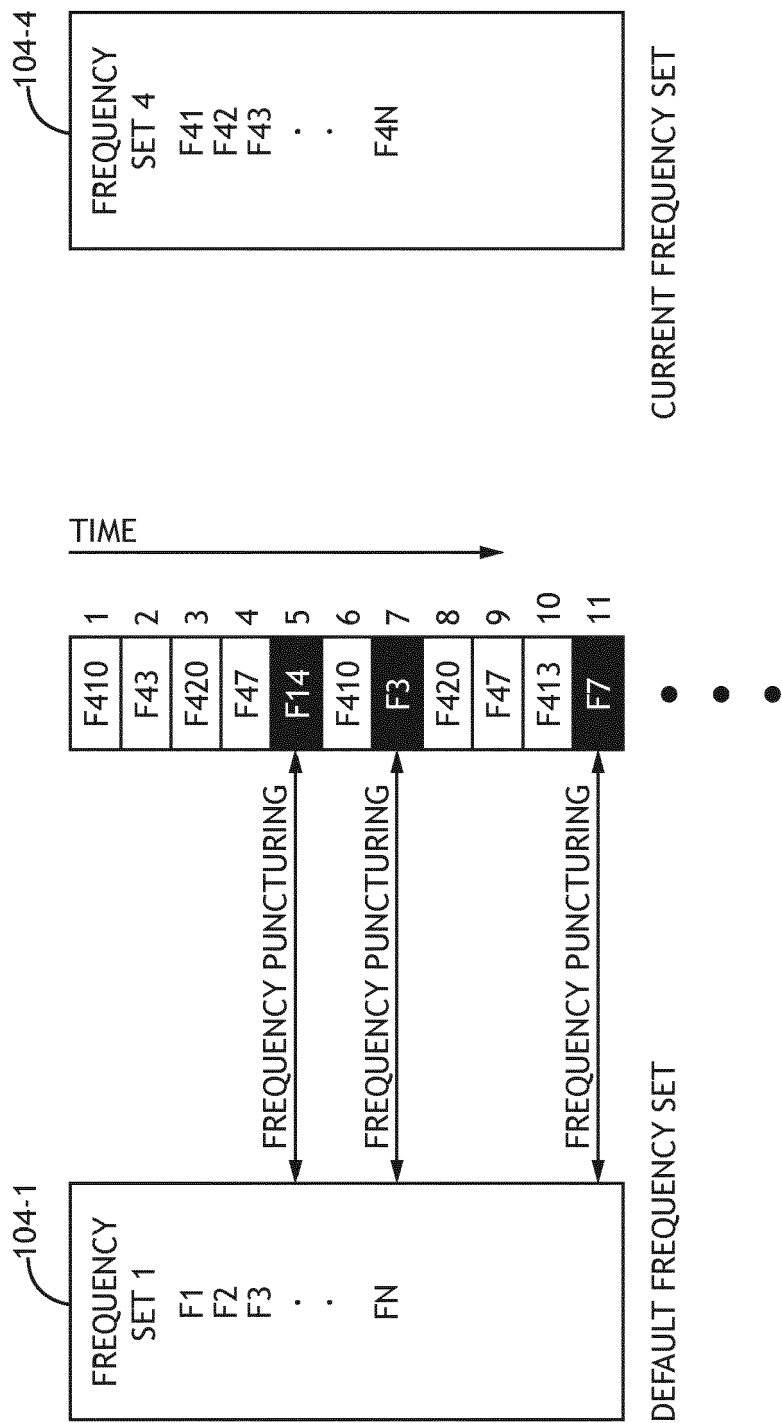 104-1
FREQUENCY
SET 1
F1
F2
F3
FN
DEFAULT FREQUENCY SET
FREQUENCY PUNCTURING
FREQUENCY PUNCTURING
FREQUENCY PUNCTURING
F410 1
F43 2
F420 3
F47 4
F14 5
F410 6
F3 7
F420 8
F47 9
F413 10
F7 11
TIME
104-4
FREQUENCY
SET 4
F41
F42
F43
F4N
CURRENT FREQUENCY SET